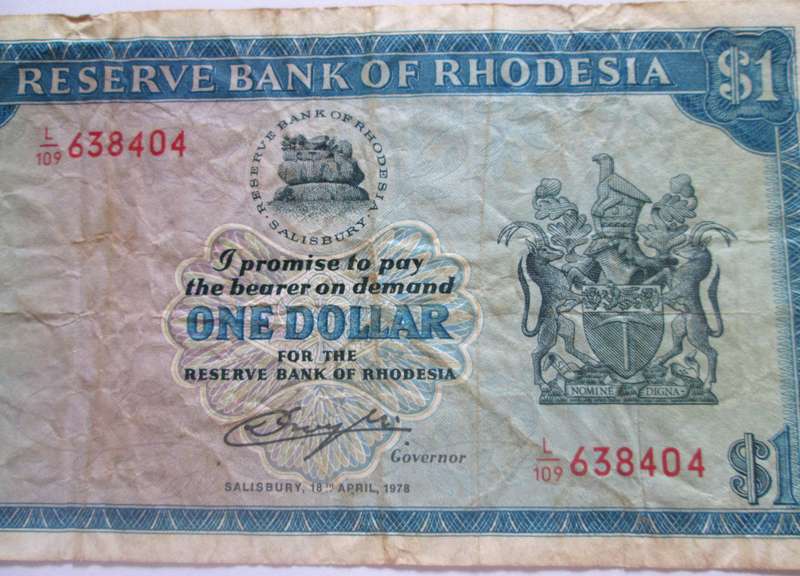 RESERVE BANK OF RHODESIA
$1
L/109 638404
RESERVE BANK OF RHODESIA
SALISBURY
I promise to pay
the bearer on demand
ONE DOLLAR
FOR THE
RESERVE BANK OF RHODESIA
NOMINE DIGNA
Governor
L/109 638404
$1
SALISBURY, 18TH APRIL, 1978